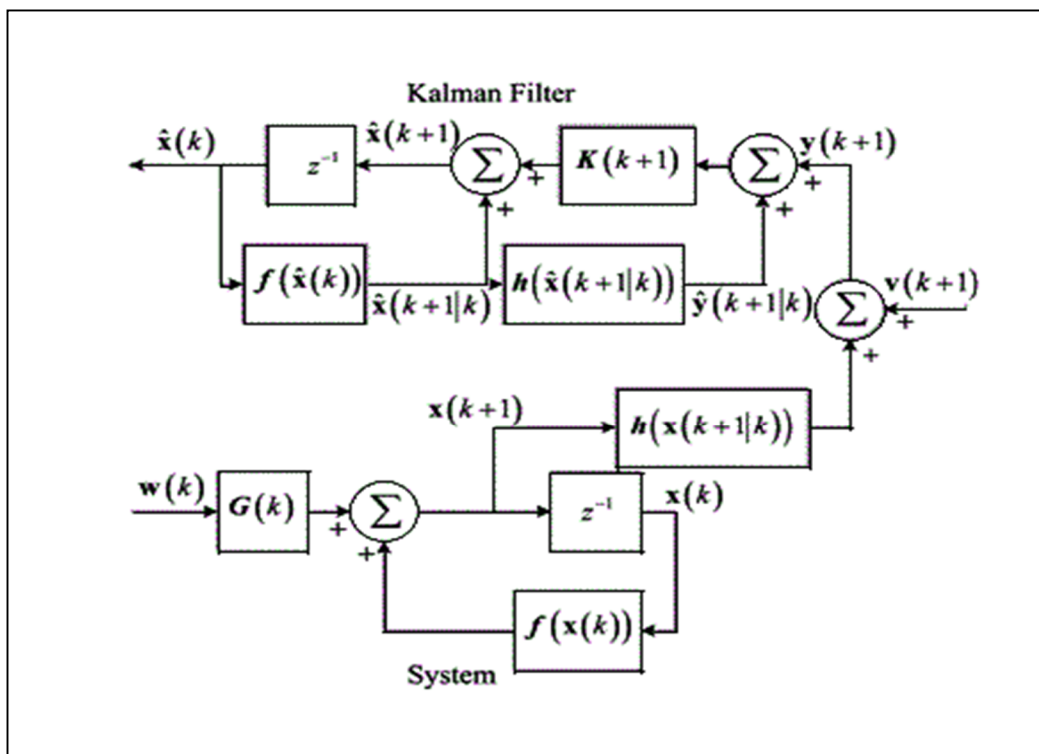 Kalman Filter
x̂(k) z⁻¹ x̂(k+1) Σ + K(k+1) Σ + y(k+1)
+ +
f(x̂(k)) x̂(k+1|k) h(x̂(k+1|k)) ŷ(k+1|k) Σ + v(k+1)
+
x(k+1) h(x(k+1|k))
w(k) G(k) + Σ z⁻¹ x(k)
+
f(x(k))
System